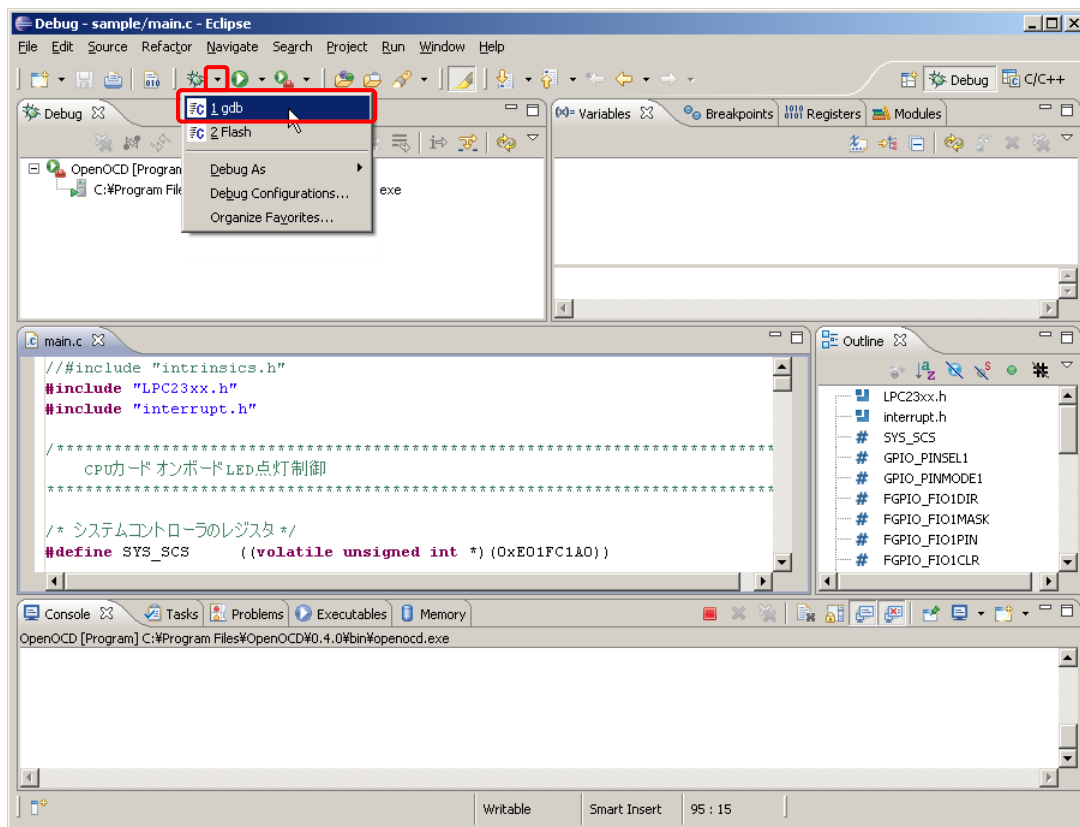 Debug - sample/main.c - Eclipse
File Edit Source Refactor Navigate Search Project Run Window Help
Debug C/C++
Debug
1 gdb
2 Flash
Debug As
Debug Configurations...
Organize Favorites...
OpenOCD [Program
C:¥Program File exe
(x)= Variables Breakpoints 1010 0101 Registers Modules
main.c
//#include "intrinsics.h"
#include "LPC23xx.h"
#include "interrupt.h"
/***************************************************************************
CPUカード オンボードLED点灯制御
***************************************************************************
/* システムコントローラのレジスタ */
#define SYS_SCS ((volatile unsigned int *)(0xE01FC1A0))
Outline
LPC23xx.h
interrupt.h
# SYS_SCS
# GPIO_PINSEL1
# GPIO_PINMODE1
# FGPIO_FIO1DIR
# FGPIO_FIO1MASK
# FGPIO_FIO1PIN
# FGPIO_FIO1CLR
Console Tasks Problems Executables Memory
OpenOCD [Program] C:¥Program Files¥OpenOCD¥0.4.0¥bin¥openocd.exe
Writable Smart Insert 95 : 15